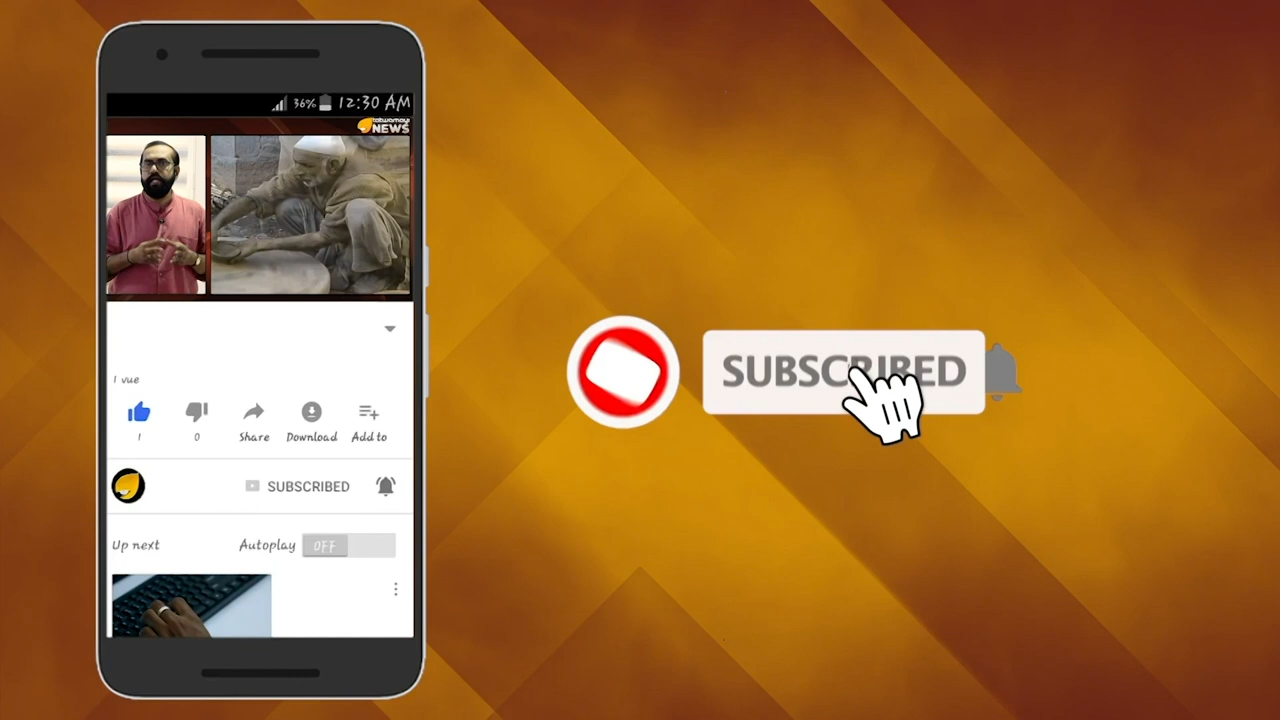 36% 12:30 AM
tatwamayi
NEWS
1 vue
1 0 Share Download Add to
SUBSCRIBED
Up next Autoplay OFF
SUBSCRIBED